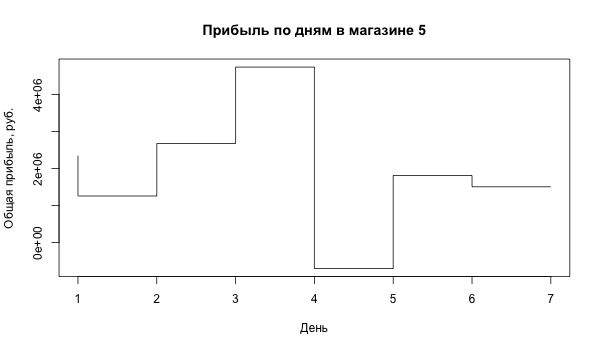 Прибыль по дням в магазине 5
Общая прибыль, руб.
4e+06
2e+06
0e+00
1 2 3 4 5 6 7
День